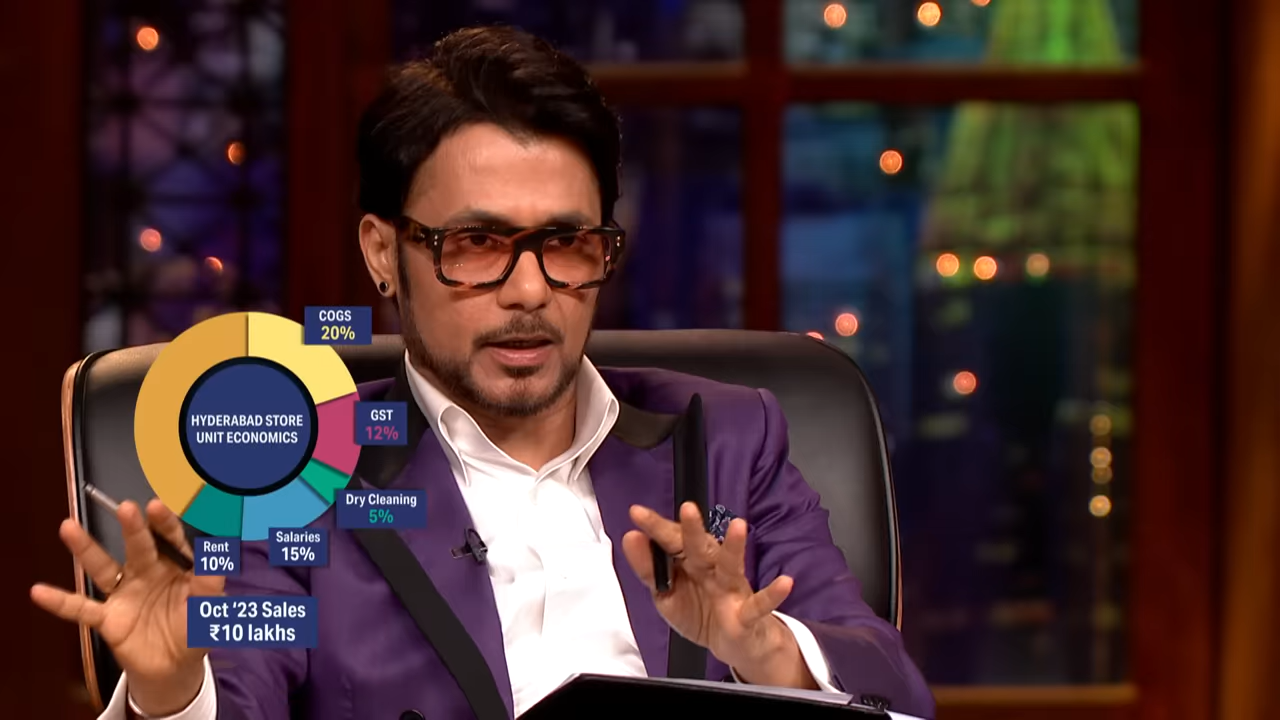 COGS
20%
HYDERABAD STORE
UNIT ECONOMICS
GST
12%
Dry Cleaning
5%
Salaries
15%
Rent
10%
Oct ‘23 Sales
₹10 lakhs